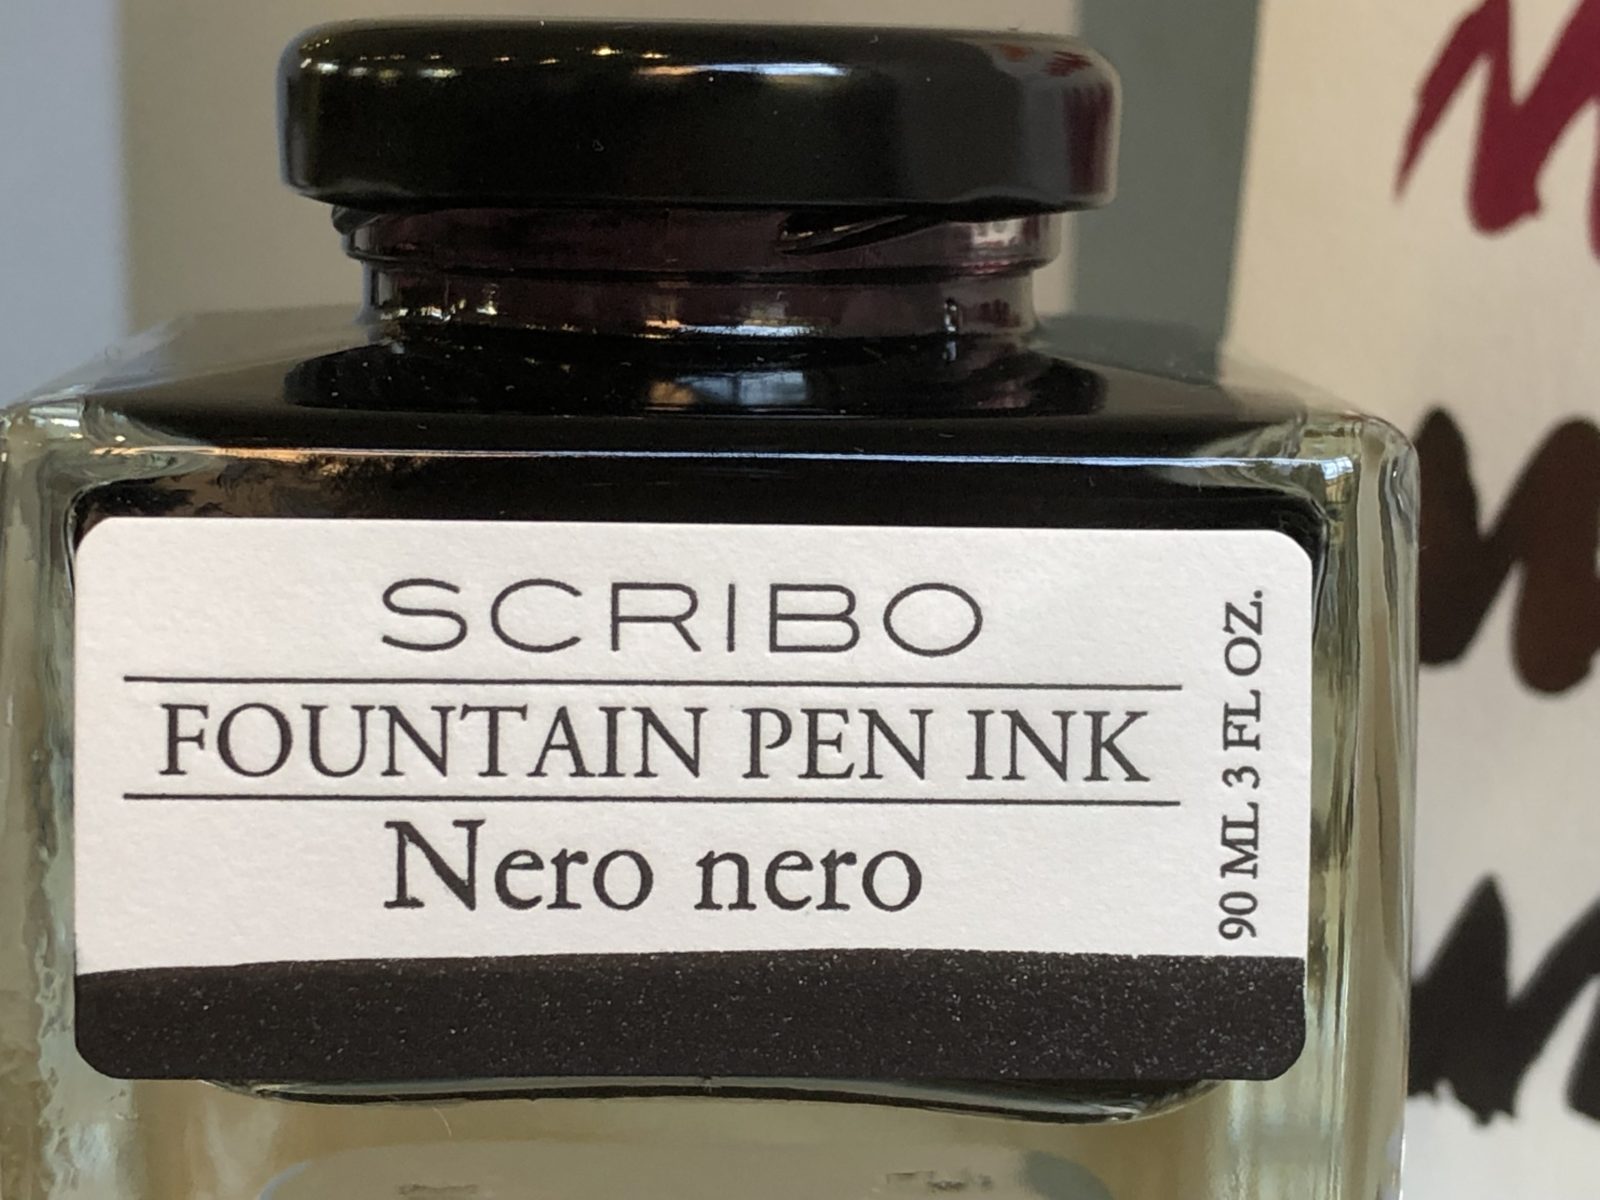 SCRIBO
FOUNTAIN PEN INK
Nero nero
90 ML 3 FL OZ.